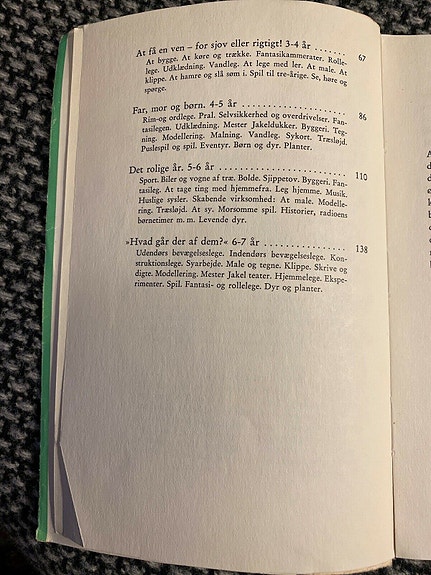 At få en ven – for sjov eller rigtigt! 3-4 år ....... 67
At bygge. At køre og trække. Fantasikammerater. Rolle-
lege. Udklædning. Vandleg. At lege med ler. At male. At
klippe. At hamre og slå søm i. Spil til tre-årige. Se, høre og
spørge.
Far, mor og børn. 4-5 år ....................... 86
Rim-og ordlege. Pral. Selvsikkerhed og overdrivelser. Fan-
tasilegen. Udklædning. Mester Jakeldukker. Byggeri. Teg-
ning. Modellering. Malning. Vandleg. Sykort. Træsløjd.
Puslespil og spil. Eventyr. Børn og dyr. Planter.
Det rolige år. 5-6 år ........................... 110
Sport. Biler og vogne af træ. Bolde. Sjippetov. Byggeri. Fan-
tasileg. At tage ting med hjemmefra. Leg hjemme. Musik.
Huslige sysler. Skabende virksomhed: At male. Modelle-
ring. Træsløjd. At sy. Morsomme spil. Historier, radioens
børnetimer m. m. Levende dyr.
»Hvad går der af dem?« 6-7 år ................. 138
Udendørs bevægelseslege. Indendørs bevægelseslege. Kon-
struktionslege. Syarbejde. Male og tegne. Klippe. Skrive og
digte. Modellering. Mester Jakel teater. Hjemmelege. Ekspe-
rimenter. Spil. Fantasi- og rollelege. Dyr og planter.